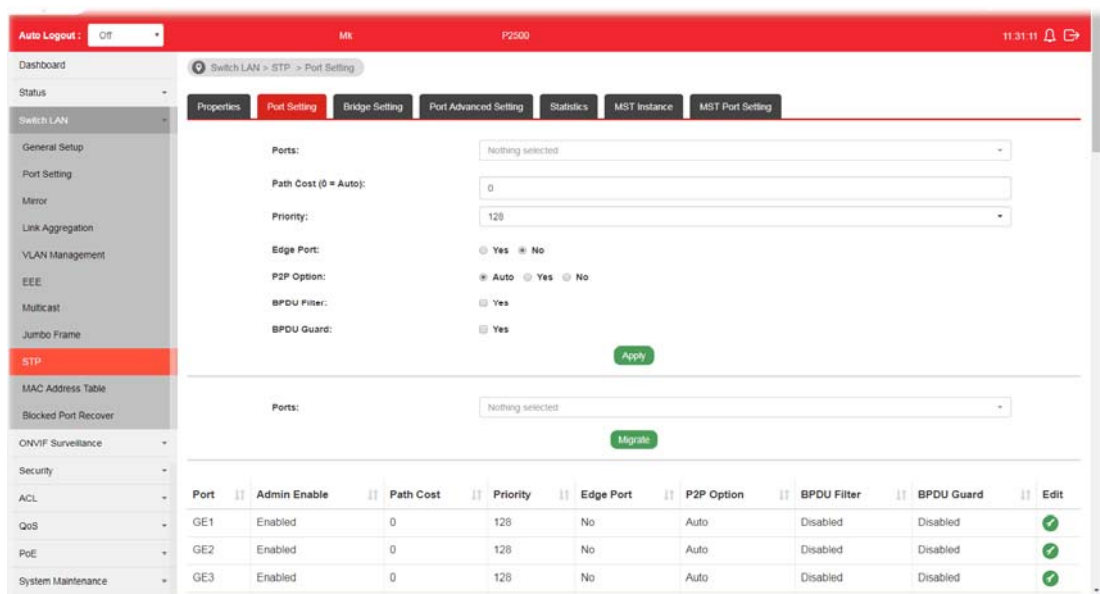 Auto Logout : Off Mk P2500 11:31:11
Dashboard
Status
Switch LAN
General Setup
Port Setting
Mirror
Link Aggregation
VLAN Management
EEE
Multicast
Jumbo Frame
STP
MAC Address Table
Blocked Port Recover
ONVIF Surveillance
Security
ACL
QoS
PoE
System Maintenance
Switch LAN > STP > Port Setting
Properties Port Setting Bridge Setting Port Advanced Setting Statistics MST Instance MST Port Setting
Ports: Nothing selected
Path Cost (0 = Auto): 0
Priority: 128
Edge Port: Yes No
P2P Option: Auto Yes No
BPDU Filter: Yes
BPDU Guard: Yes
Apply
Ports: Nothing selected
Migrate
Port Admin Enable Path Cost Priority Edge Port P2P Option BPDU Filter BPDU Guard Edit
GE1 Enabled 0 128 No Auto Disabled Disabled
GE2 Enabled 0 128 No Auto Disabled Disabled
GE3 Enabled 0 128 No Auto Disabled Disabled